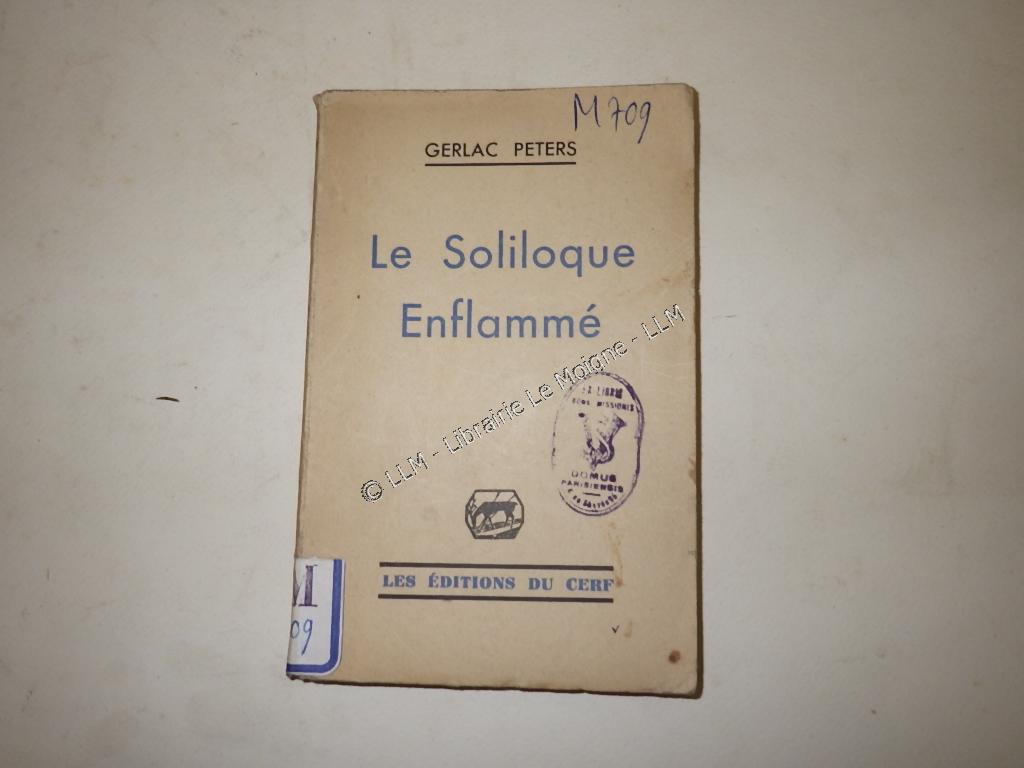 M 709
GERLAC PETERS
Le Soliloque
Enflammé
© LLM - Librairie Le Moigne - LLM
DOMUS
PARISIENSIS
LES ÉDITIONS DU CERF
M
09